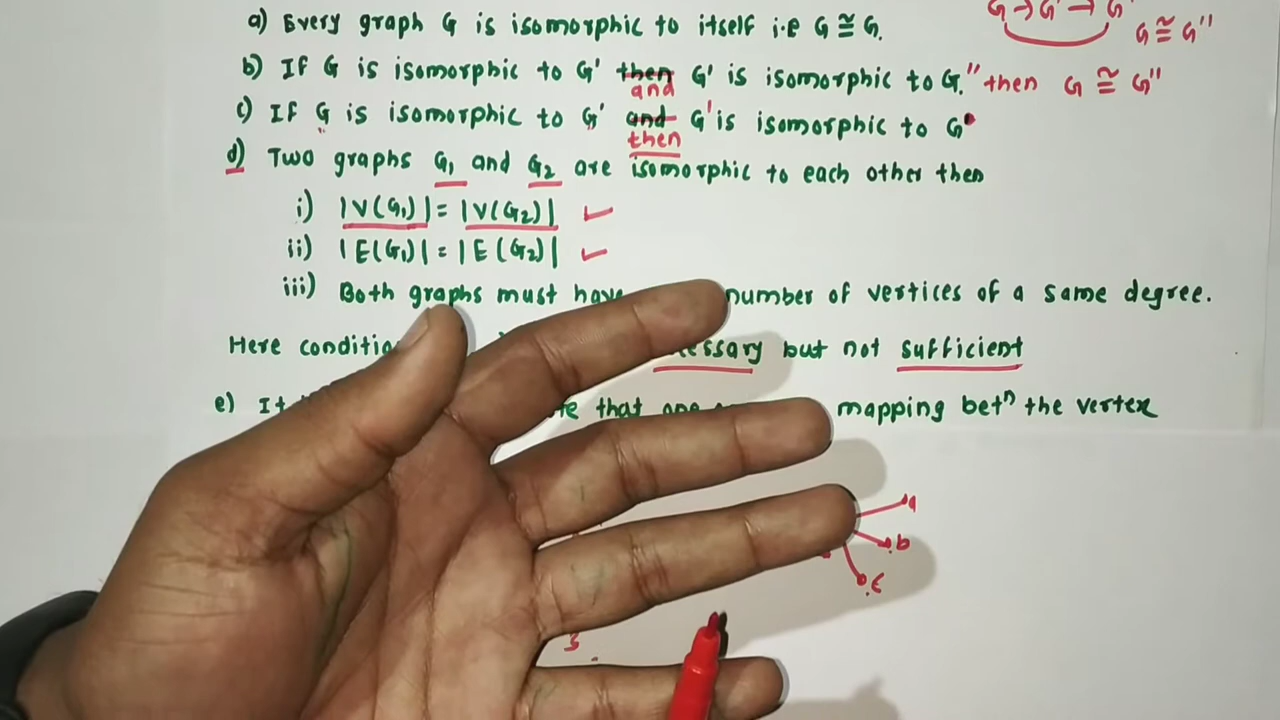 a) Every graph G is isomorphic to itself i.e G ≅ G.
G → G' → G"
G ≅ G"
b) If G is isomorphic to G' then and G' is isomorphic to G." then G ≅ G"
c) If G is isomorphic to G' and then G' is isomorphic to G
d) Two graphs G₁ and G₂ are isomorphic to each other then
i) |V(G₁)| = |V(G₂)| ✓
ii) |E(G₁)| = |E(G₂)| ✓
iii) Both graphs must have number of vertices of a same degree.
Here but not sufficient
e) It that mapping betⁿ the vertex
a
b
c